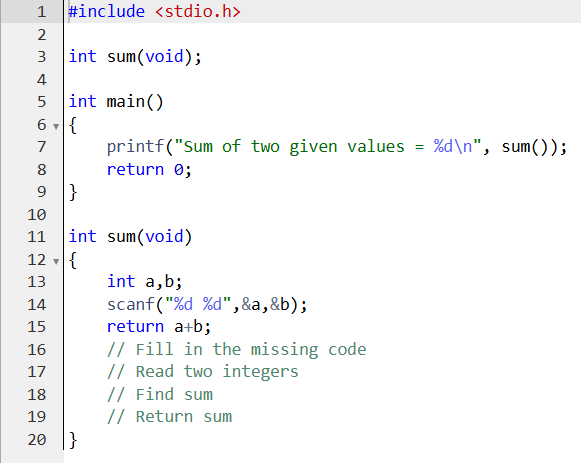 1 #include <stdio.h>
2
3 int sum(void);
4
5 int main()
6 {
7     printf("Sum of two given values = %d\n", sum());
8     return 0;
9 }
10
11 int sum(void)
12 {
13     int a,b;
14     scanf("%d %d",&a,&b);
15     return a+b;
16     // Fill in the missing code
17     // Read two integers
18     // Find sum
19     // Return sum
20 }